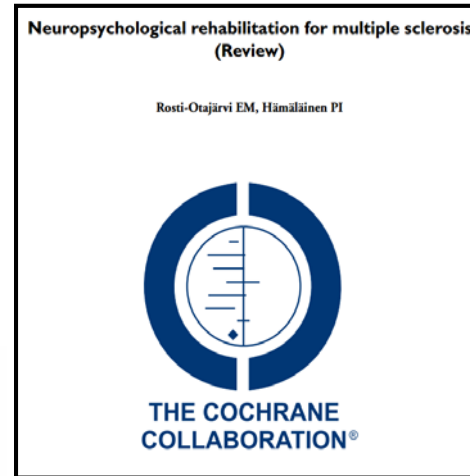 Neuropsychological rehabilitation for multiple sclerosis
(Review)
Rosti-Otajärvi EM, Hämäläinen PI
THE COCHRANE
COLLABORATION®